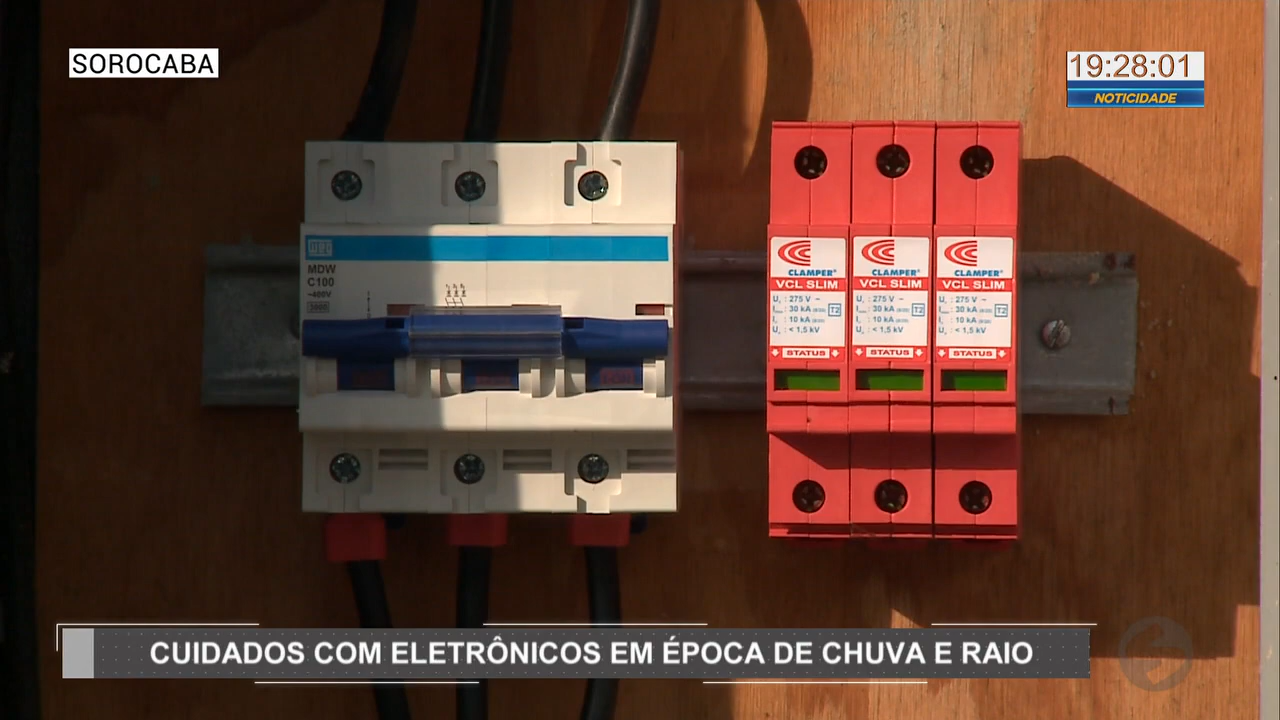 SOROCABA
19:28:01
NOTICIDADE
WEG
MDW
C100
~400V
3000
CLAMPER CLAMPER CLAMPER
VCL SLIM VCL SLIM VCL SLIM
: 275 V ~ : 275 V ~ : 275 V ~
: 30 kA : 30 kA : 30 kA
T2 T2 T2
: 10 kA : 10 kA : 10 kA
: < 1,5 kV : < 1,5 kV : < 1,5 kV
STATUS STATUS STATUS
CUIDADOS COM ELETRÔNICOS EM ÉPOCA DE CHUVA E RAIO